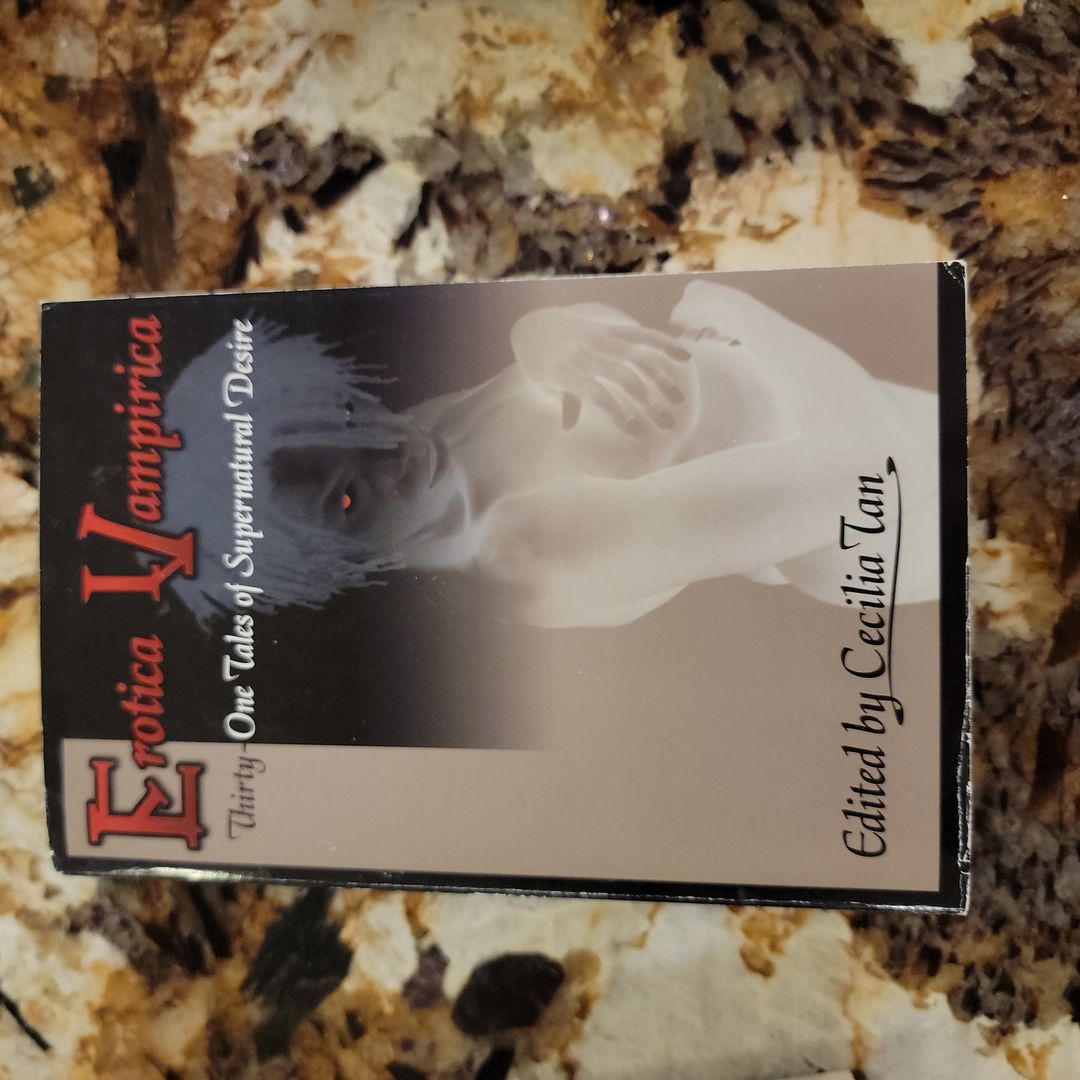 Erotica Vampirica
Thirty-One Tales of Supernatural Desire
Edited by Cecilia Tan